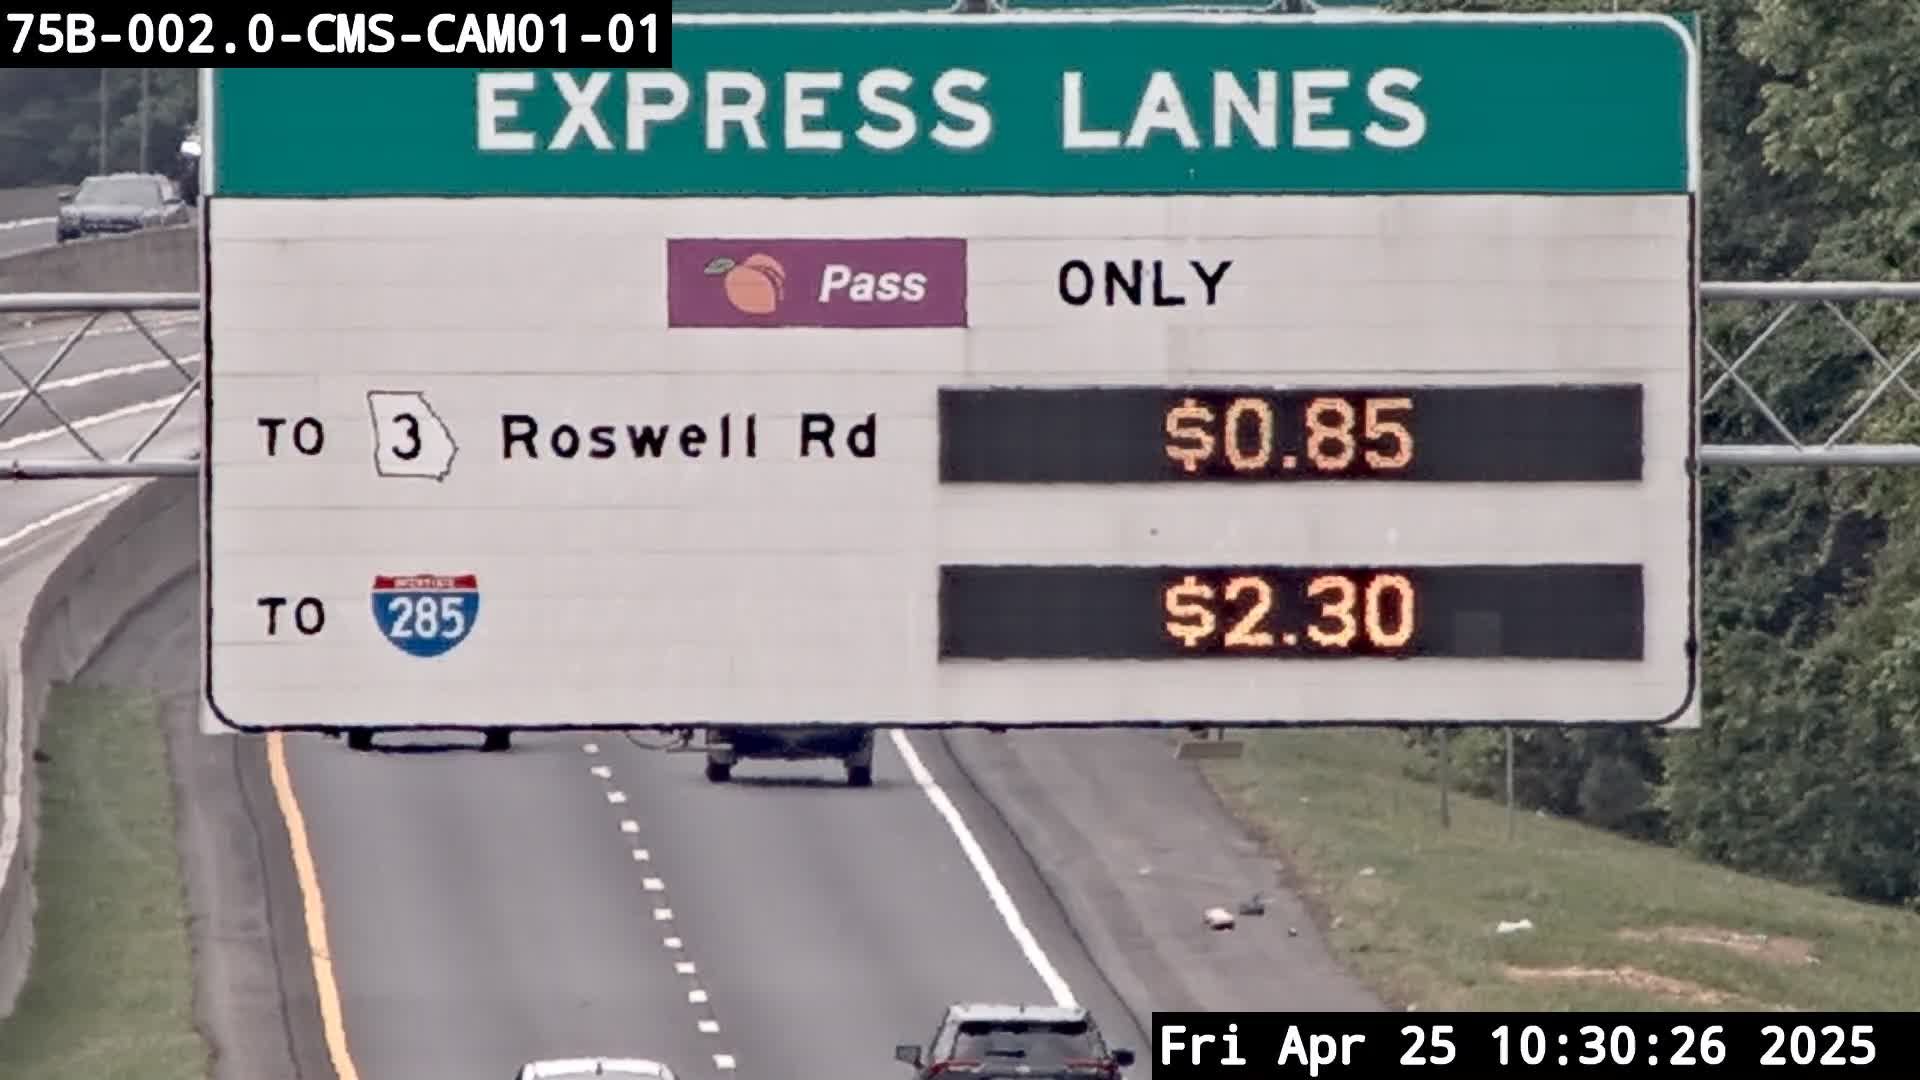 75B-002.0-CMS-CAM01-01
EXPRESS LANES
Pass ONLY
TO 3 Roswell Rd $0.85
INTERSTATE
TO 285 $2.30
Fri Apr 25 10:30:26 2025